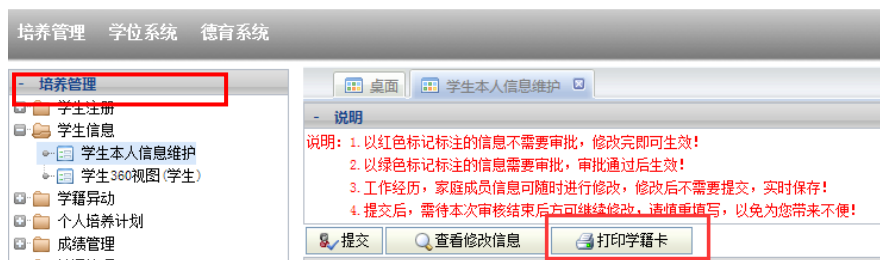 培养管理 学位系统 德育系统
- 培养管理
学生注册
学生信息
学生本人信息维护
学生360视图(学生)
学籍异动
个人培养计划
成绩管理
桌面 学生本人信息维护
- 说明
说明: 1.以红色标记标注的信息不需要审批，修改完即可生效!
2.以绿色标记标注的信息需要审批，审批通过后生效!
3.工作经历，家庭成员信息可随时进行修改，修改后不需要提交，实时保存!
4.提交后，需待本次审核结束后方可继续修改，请慎重填写，以免为您带来不便!
提交 查看修改信息 打印学籍卡